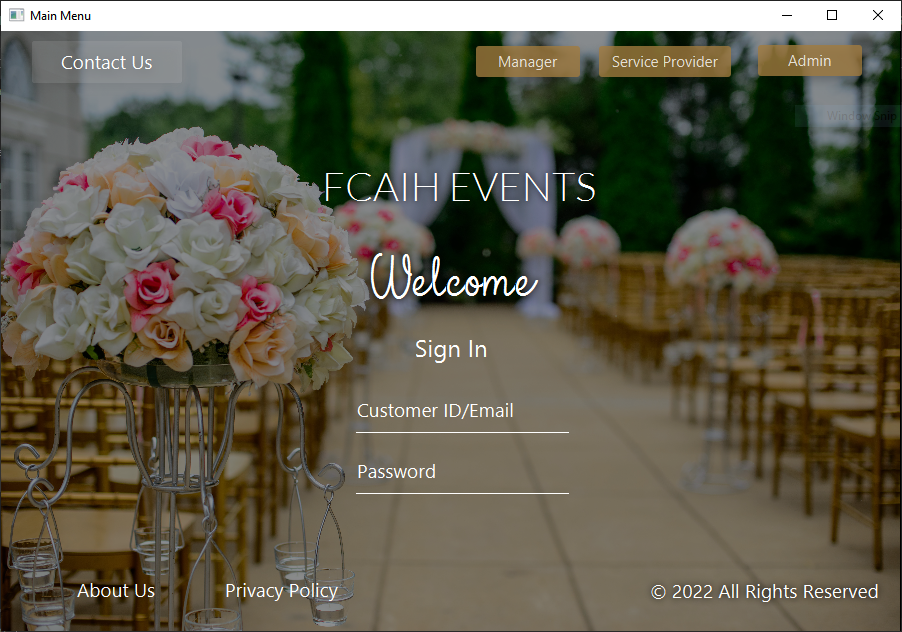 Main Menu
Contact Us
Manager
Service Provider
Admin
Window Snip
FCAIH EVENTS
Welcome
Sign In
Customer ID/Email
Password
About Us
Privacy Policy
© 2022 All Rights Reserved